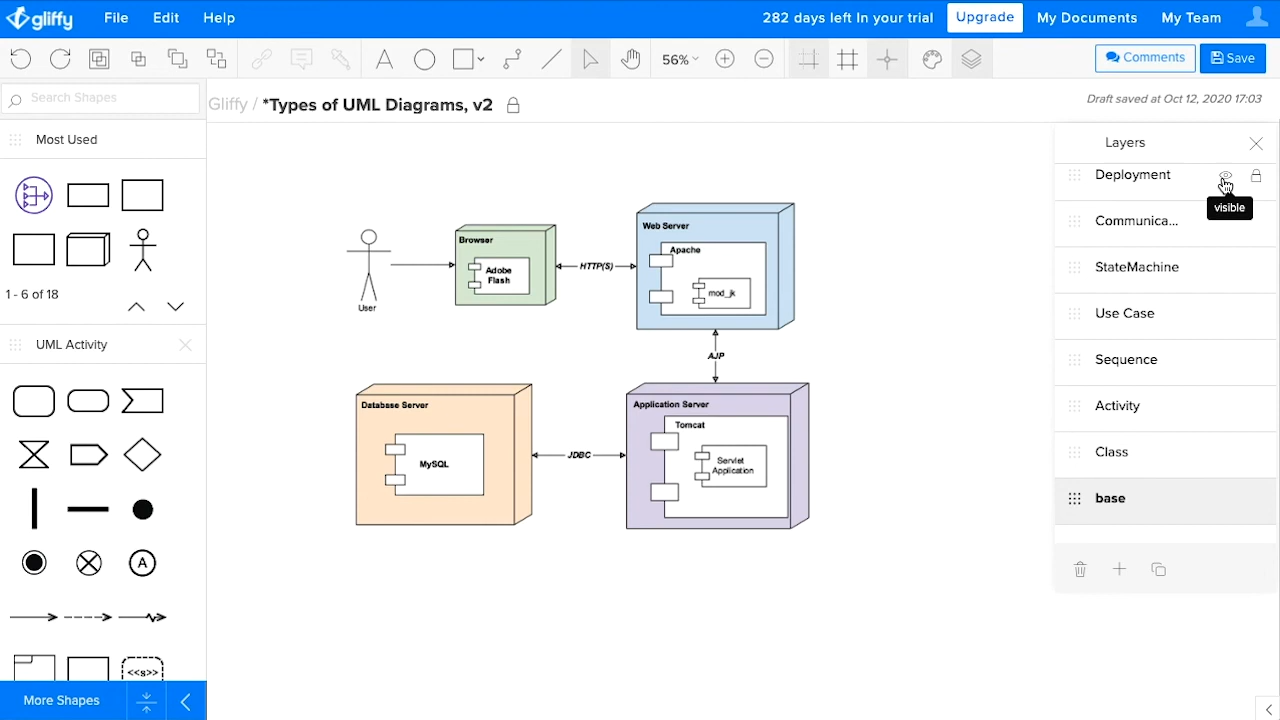 gliffy File Edit Help 282 days left In your trial Upgrade My Documents My Team
56% Comments Save
Search Shapes
Gliffy / *Types of UML Diagrams, v2
Draft saved at Oct 12, 2020 17:03
Most Used
1 - 6 of 18
UML Activity
A
<<s>>
More Shapes
User
Browser
Adobe
Flash
HTTP(S)
Web Server
Apache
mod_jk
AJP
Database Server
MySQL
JDBC
Application Server
Tomcat
Servlet
Application
Layers
Deployment
visible
Communica...
StateMachine
Use Case
Sequence
Activity
Class
base